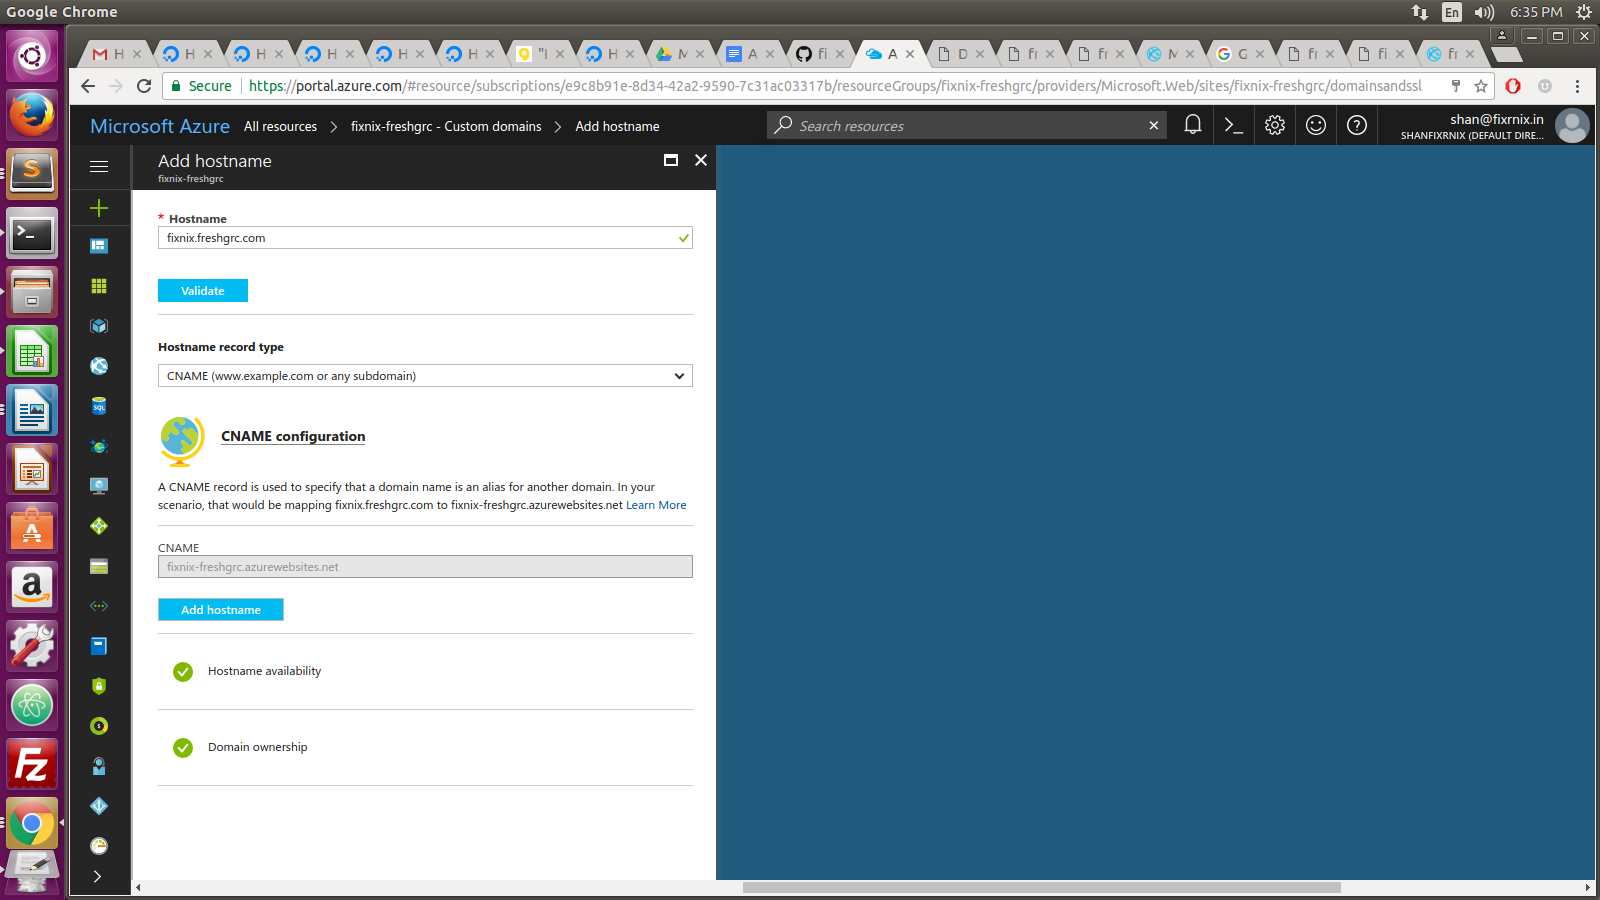 Google Chrome
En
6:35 PM
H
H
H
H
H
H
"l
H
M
A
fi
A
D
fr
fr
M
G
fr
fi
fr
Secure
https://portal.azure.com/#resource/subscriptions/e9c8b91e-8d34-42a2-9590-7c31ac03317b/resourceGroups/fixnix-freshgrc/providers/Microsoft.Web/sites/fixnix-freshgrc/domainsandssl
Microsoft Azure
All resources > fixnix-freshgrc - Custom domains > Add hostname
Search resources
shan@fixrnix.in
SHANFIXRNIX (DEFAULT DIRE...
Add hostname
fixnix-freshgrc
* Hostname
fixnix.freshgrc.com
Validate
Hostname record type
CNAME (www.example.com or any subdomain)
CNAME configuration
A CNAME record is used to specify that a domain name is an alias for another domain. In your
scenario, that would be mapping fixnix.freshgrc.com to fixnix-freshgrc.azurewebsites.net Learn More
CNAME
fixnix-freshgrc.azurewebsites.net
Add hostname
Hostname availability
Domain ownership
SQL